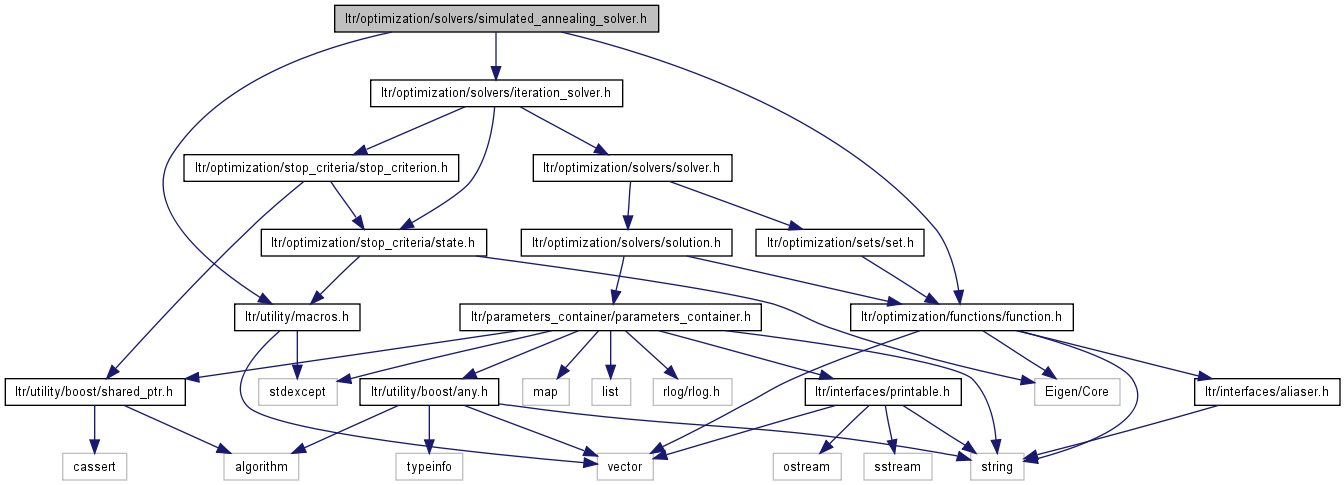 ltr/optimization/solvers/simulated_annealing_solver.h
ltr/optimization/solvers/iteration_solver.h
ltr/optimization/stop_criteria/stop_criterion.h
ltr/optimization/solvers/solver.h
ltr/optimization/stop_criteria/state.h
ltr/optimization/solvers/solution.h
ltr/optimization/sets/set.h
ltr/utility/macros.h
ltr/parameters_container/parameters_container.h
ltr/optimization/functions/function.h
ltr/utility/boost/shared_ptr.h
stdexcept
ltr/utility/boost/any.h
map
list
rlog/rlog.h
ltr/interfaces/printable.h
Eigen/Core
ltr/interfaces/aliaser.h
cassert
algorithm
typeinfo
vector
ostream
sstream
string